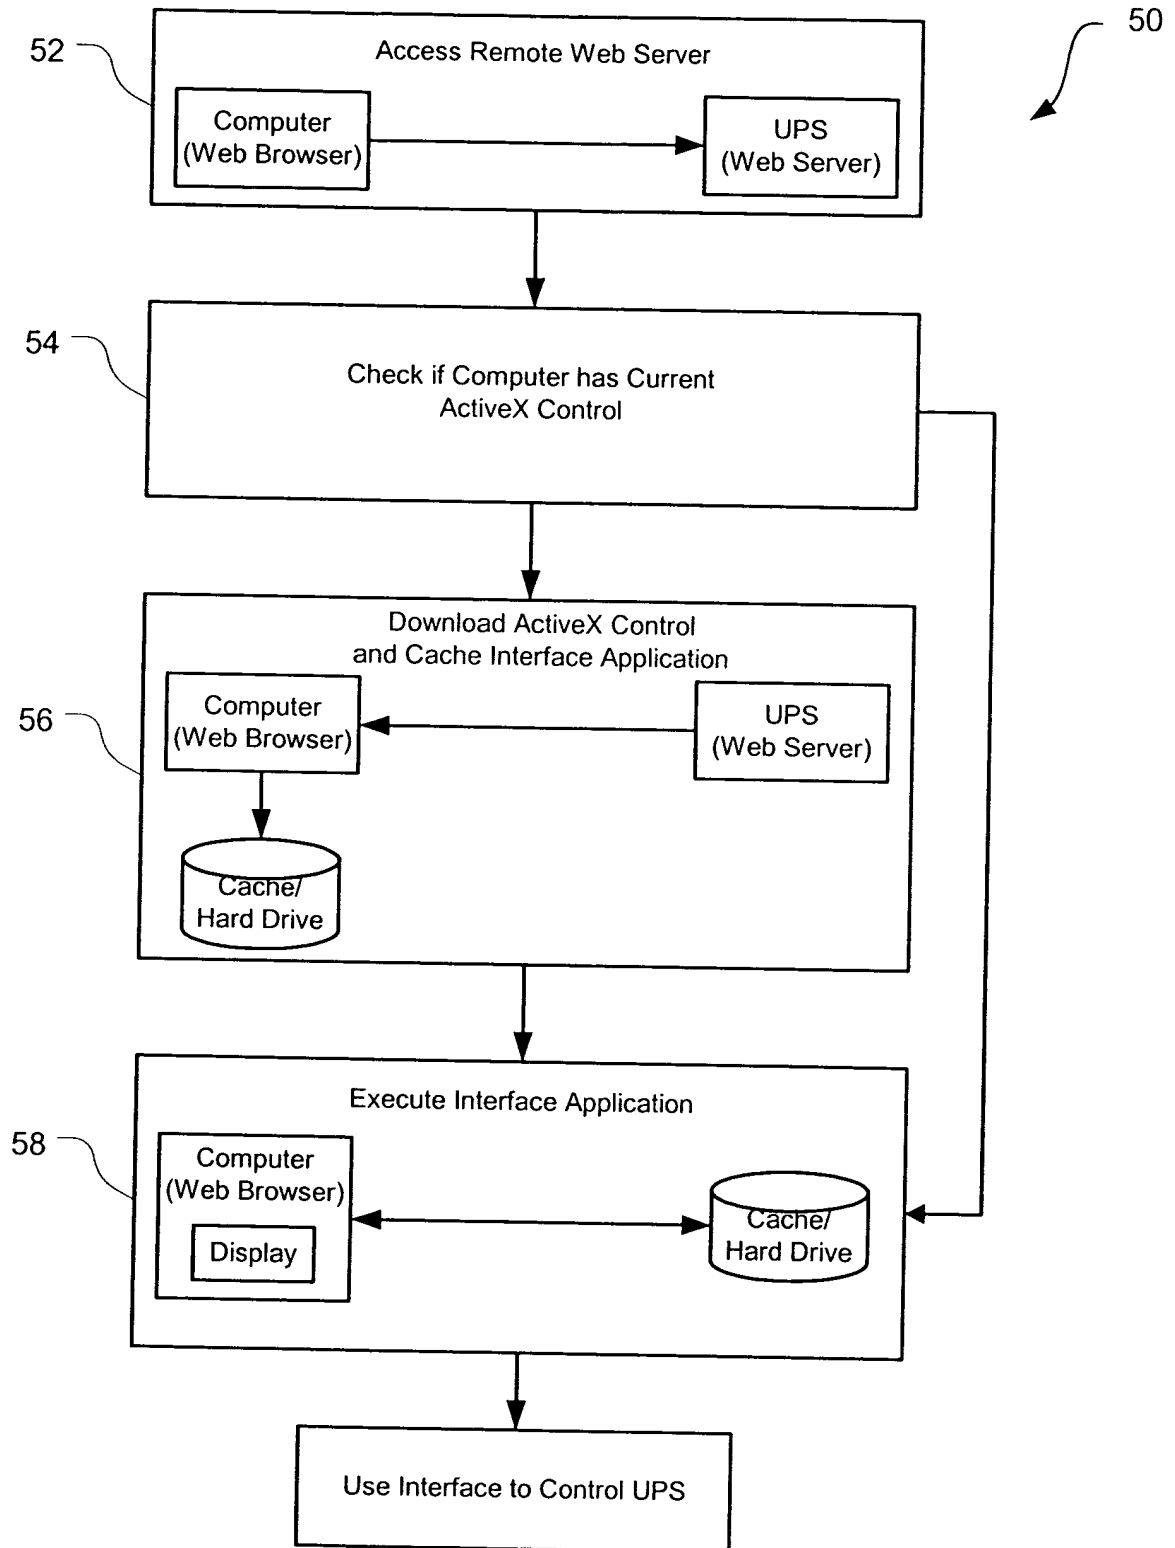 50
52
Access Remote Web Server
Computer
(Web Browser)
UPS
(Web Server)
54
Check if Computer has Current
ActiveX Control
Download ActiveX Control
and Cache Interface Application
56
Computer
(Web Browser)
UPS
(Web Server)
Cache/
Hard Drive
Execute Interface Application
58
Computer
(Web Browser)
Display
Cache/
Hard Drive
Use Interface to Control UPS